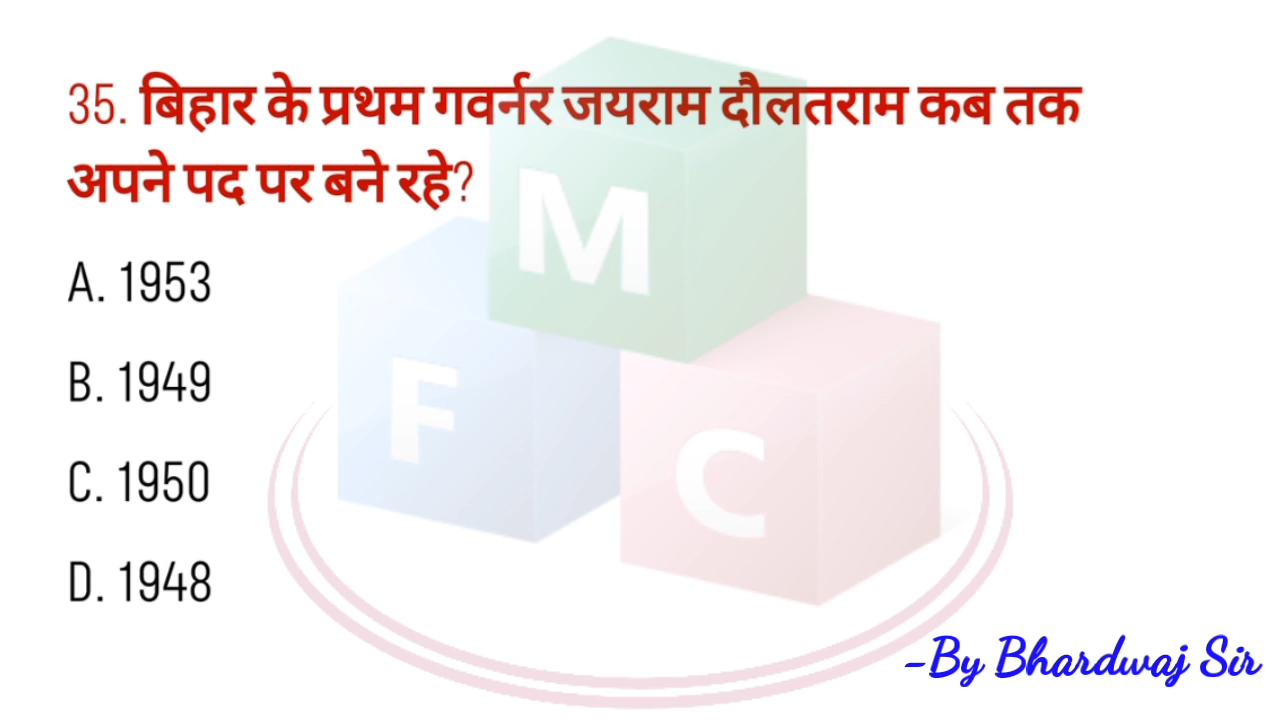 35. बिहार के प्रथम गवर्नर जयराम दौलतराम कब तक
अपने पद पर बने रहे?
A. 1953
B. 1949
C. 1950
D. 1948
M
F
C
-By Bhardwaj Sir